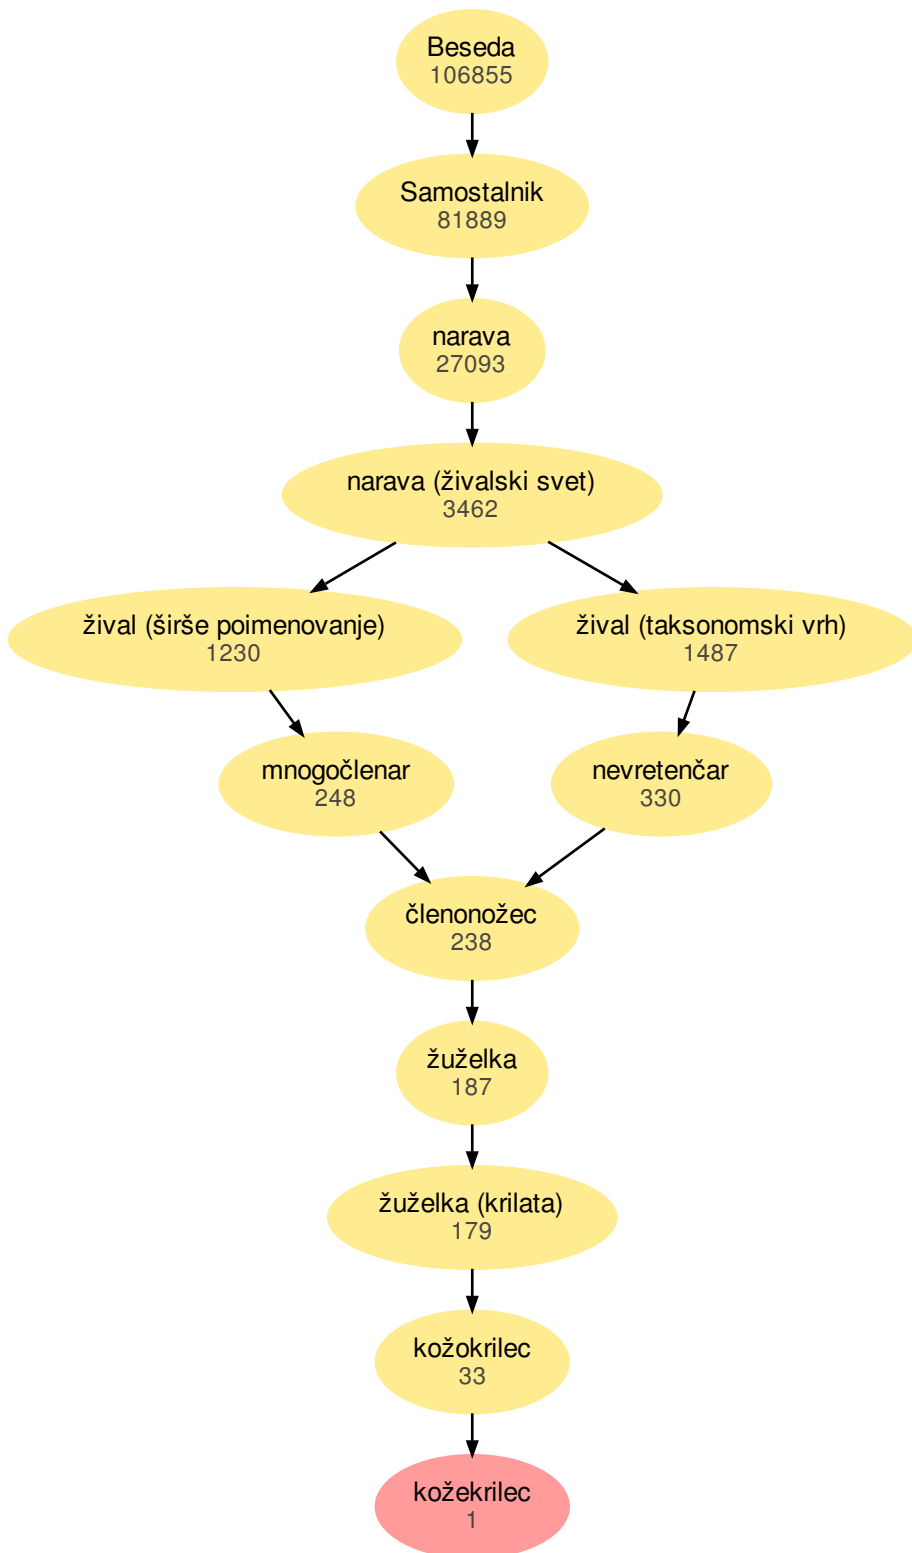 Beseda
106855
Samostalnik
81889
narava
27093
narava (živalski svet)
3462
žival (širše poimenovanje)
1230
žival (taksonomski vrh)
1487
mnogočlenar
248
nevretenčar
330
členonožec
238
žuželka
187
žuželka (krilata)
179
kožokrilec
33
kožekrilec
1